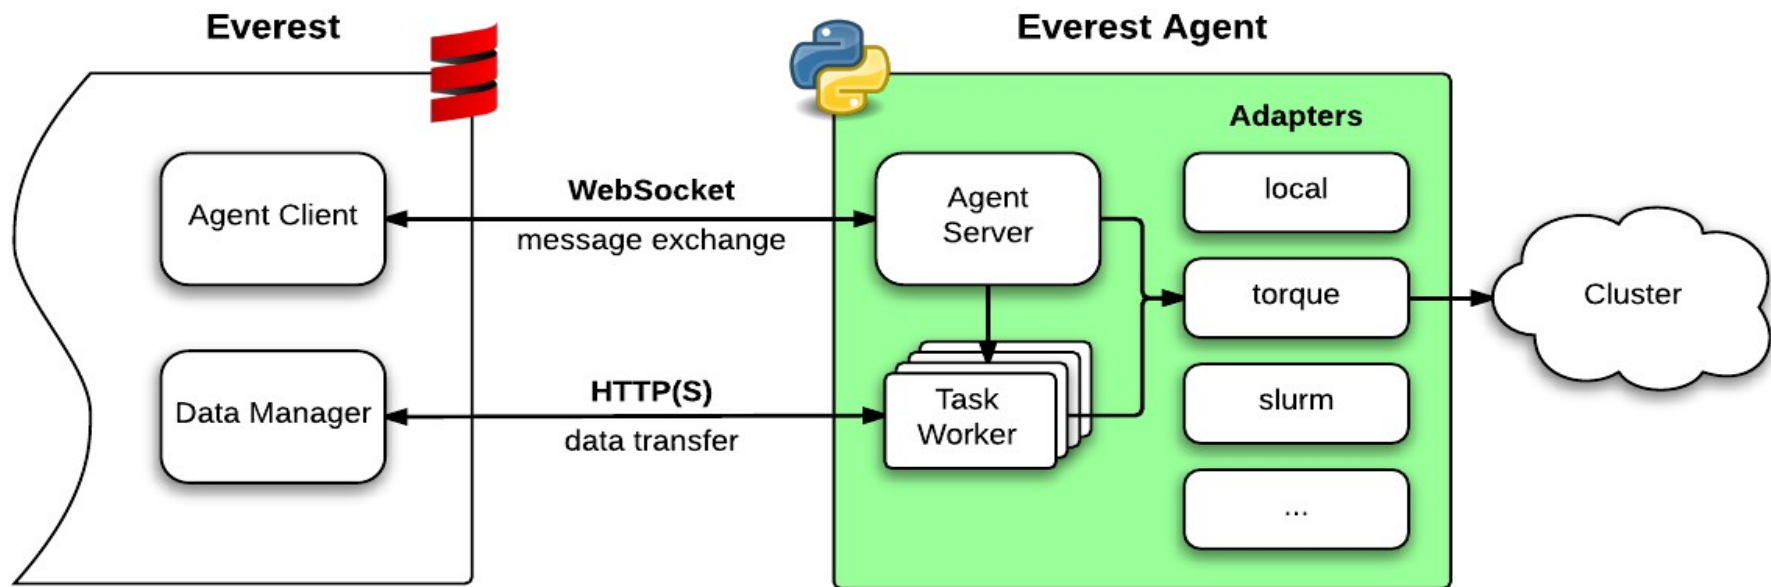 Everest
Everest Agent
Adapters
Agent Client
WebSocket
message exchange
Agent
Server
local
torque
Cluster
Data Manager
HTTP(S)
data transfer
Task
Worker
slurm
...